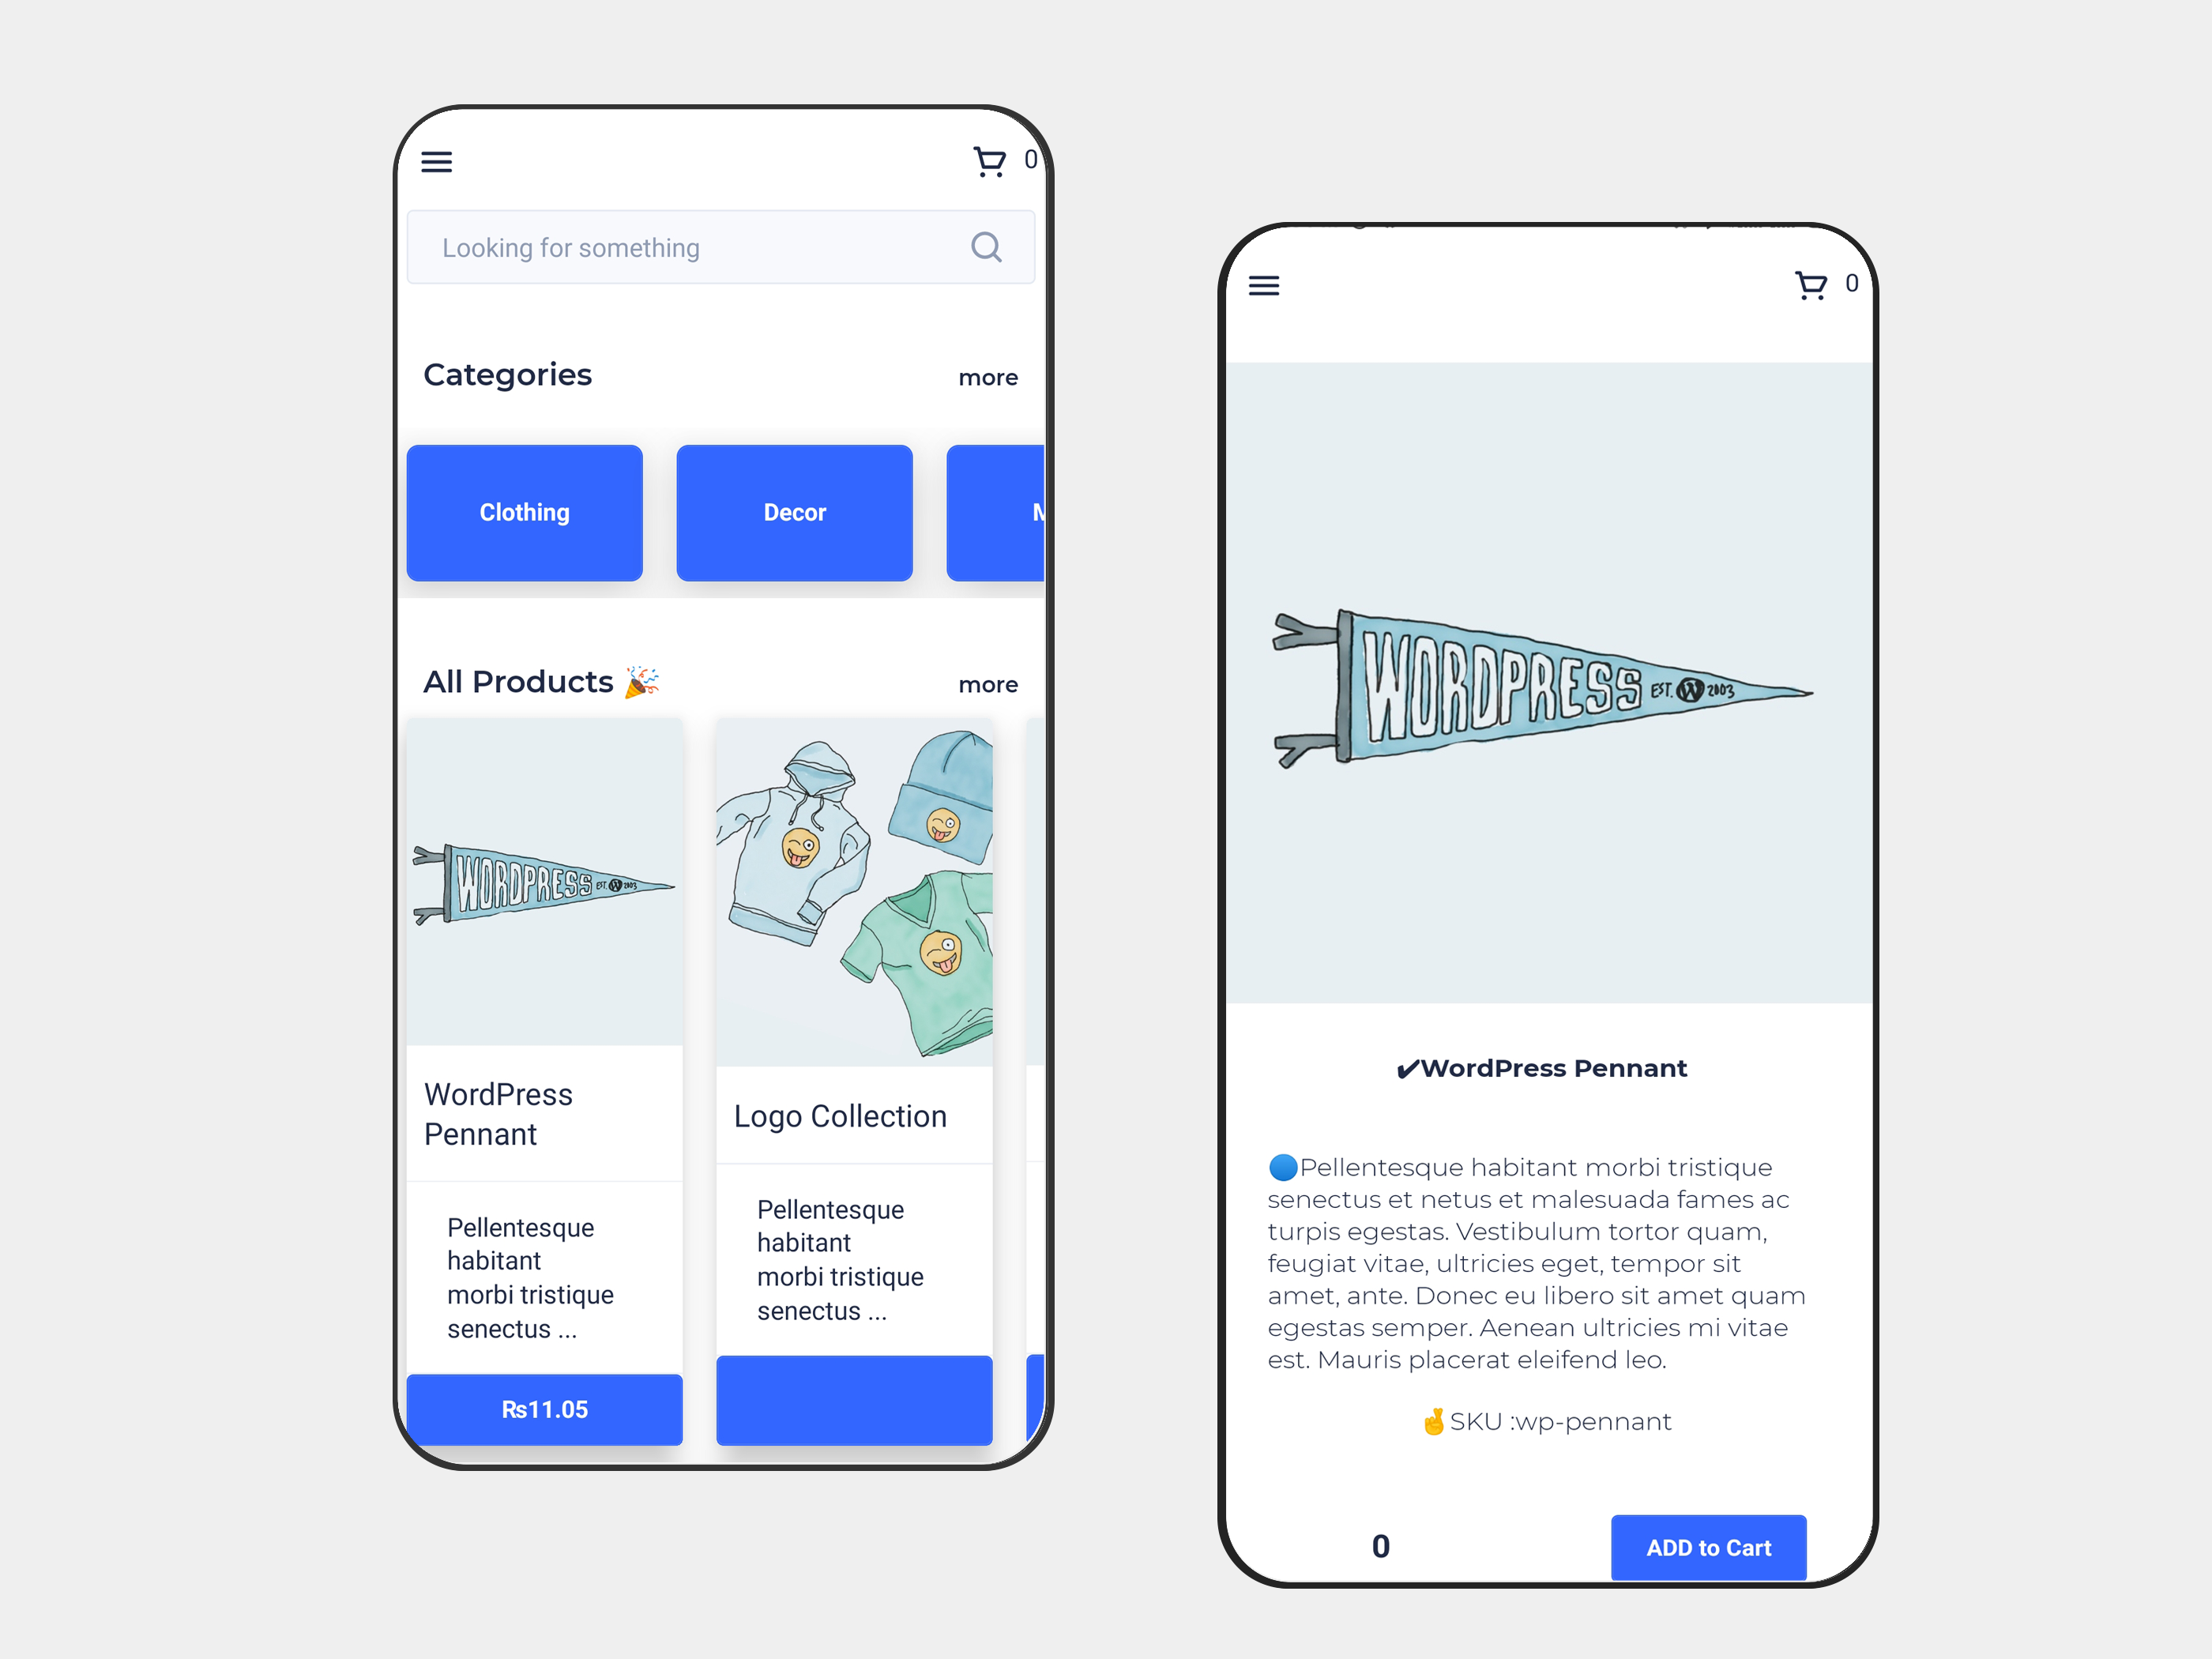 0
Looking for something
Categories more
Clothing Decor M
All Products 🎉 more
WORDPRESS EST. W 2003
WordPress
Pennant
Pellentesque
habitant
morbi tristique
senectus ...
₨11.05
Logo Collection
Pellentesque
habitant
morbi tristique
senectus ...
0
WORDPRESS EST. W 2003
✔WordPress Pennant
🔵Pellentesque habitant morbi tristique
senectus et netus et malesuada fames ac
turpis egestas. Vestibulum tortor quam,
feugiat vitae, ultricies eget, tempor sit
amet, ante. Donec eu libero sit amet quam
egestas semper. Aenean ultricies mi vitae
est. Mauris placerat eleifend leo.
🤞SKU :wp-pennant
0 ADD to Cart